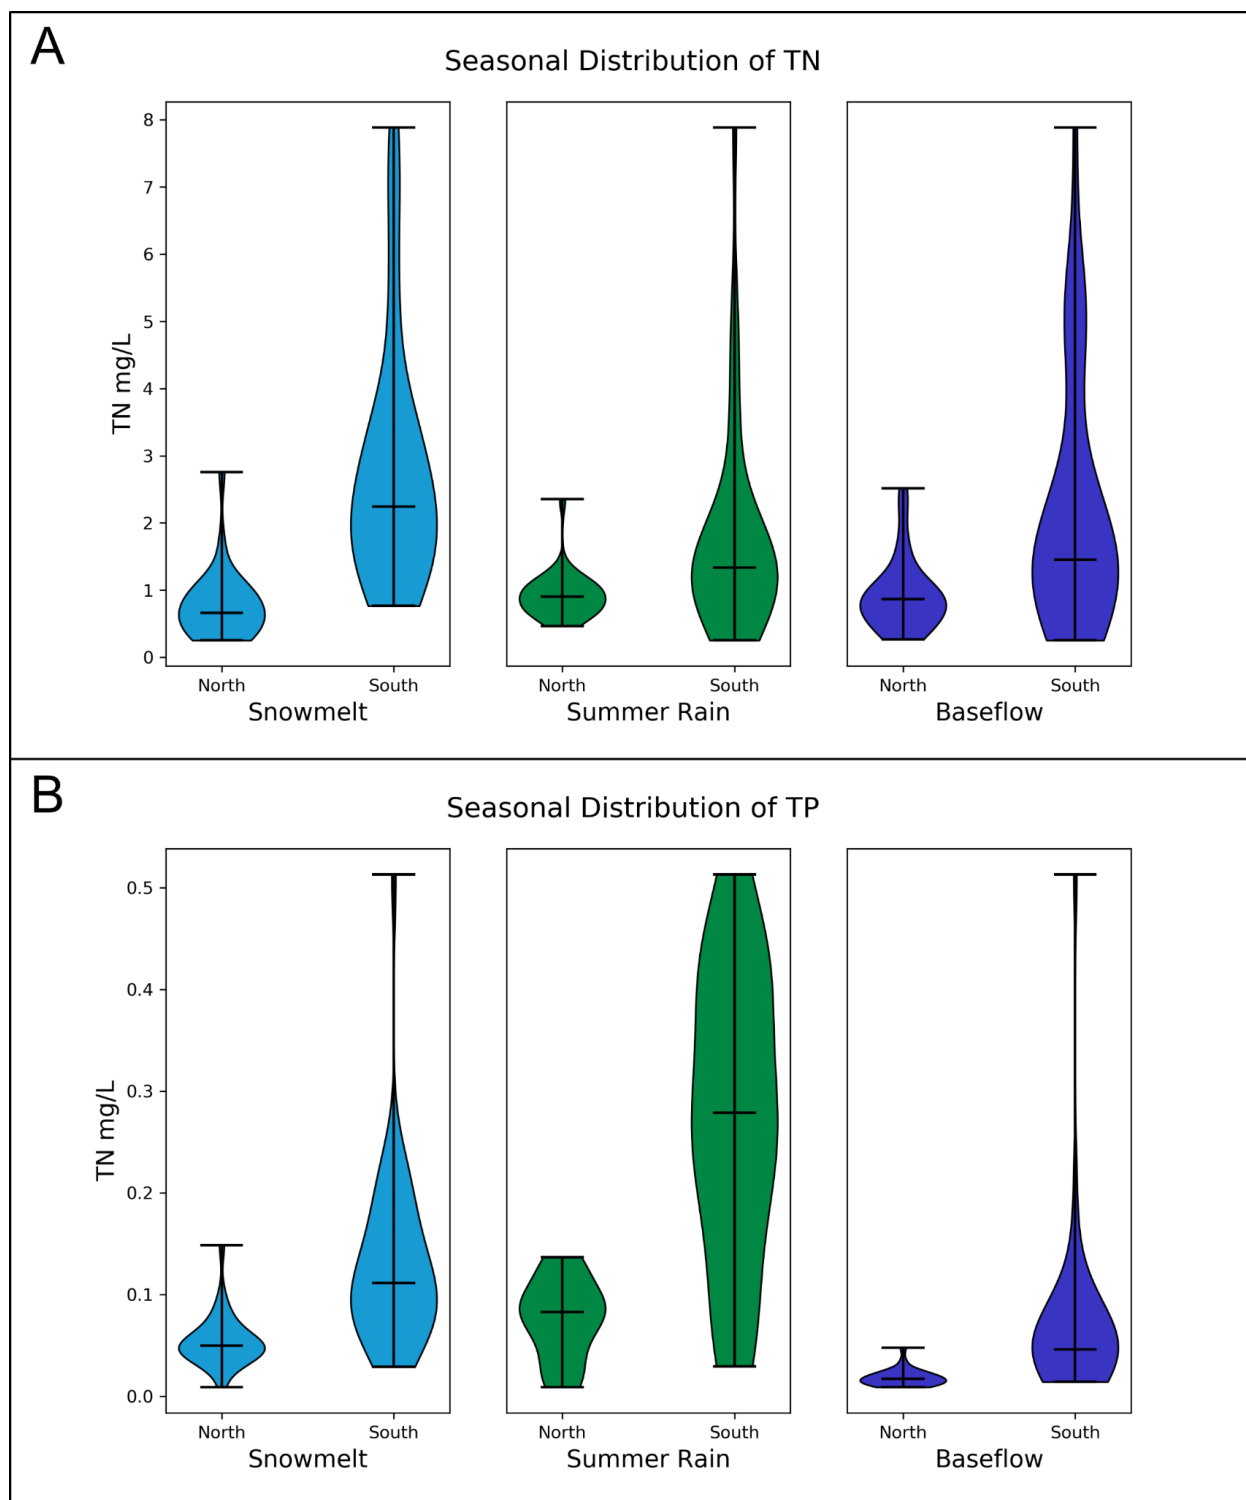 A
Seasonal Distribution of TN
8
7
6
5
4
3
2
1
0
TN mg/L
North South North South North South
Snowmelt Summer Rain Baseflow
B
Seasonal Distribution of TP
0.5
0.4
0.3
0.2
0.1
0.0
TN mg/L
North South North South North South
Snowmelt Summer Rain Baseflow